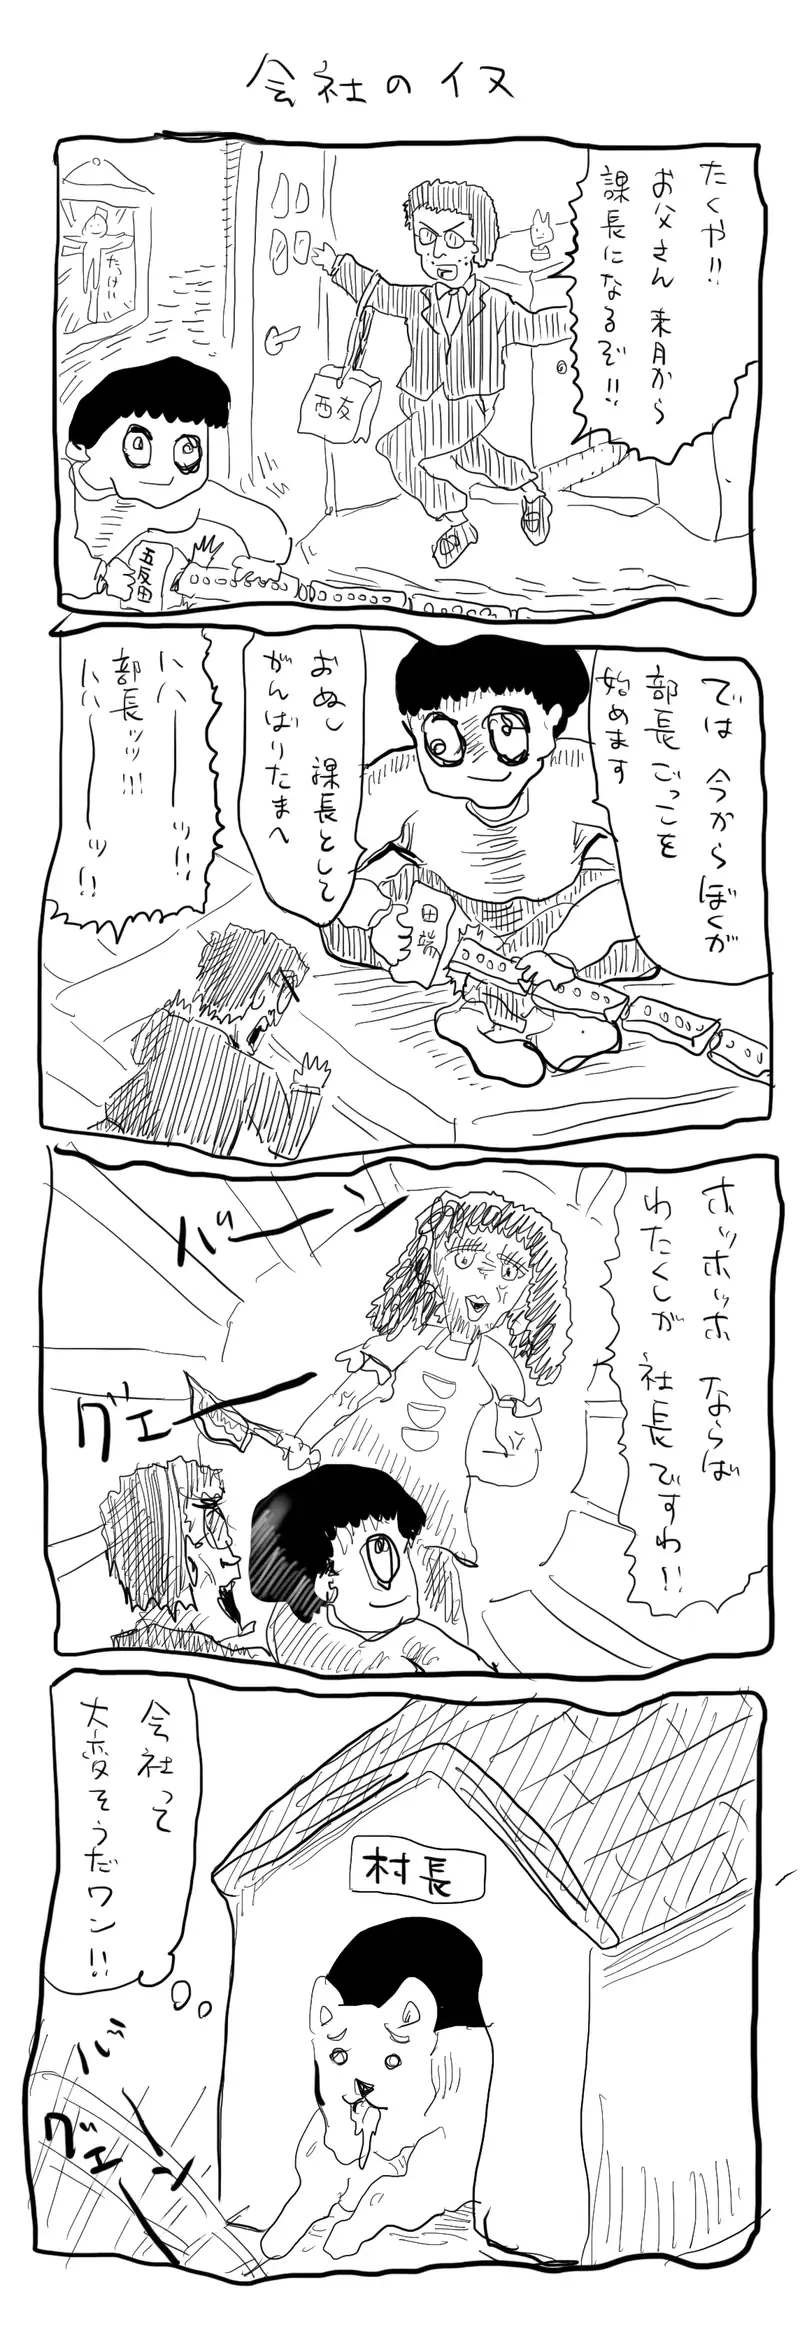 会社のイヌ
たくや!!
お父さん 来月から
課長になるぞ!!
たけし
西友
五反田
では 今からぼくが
部長ごっこを
始めます
おぬし 課長として
がんばりたまへ
ハハーーッ!!
部長ッッ!!!
ハハーーッ!!
田端
ホッホッホ ならば
わたくしが 社長ですわ!!
バーン
グエー
会社って
大変そうだワン!!
村長
バーン
グエー